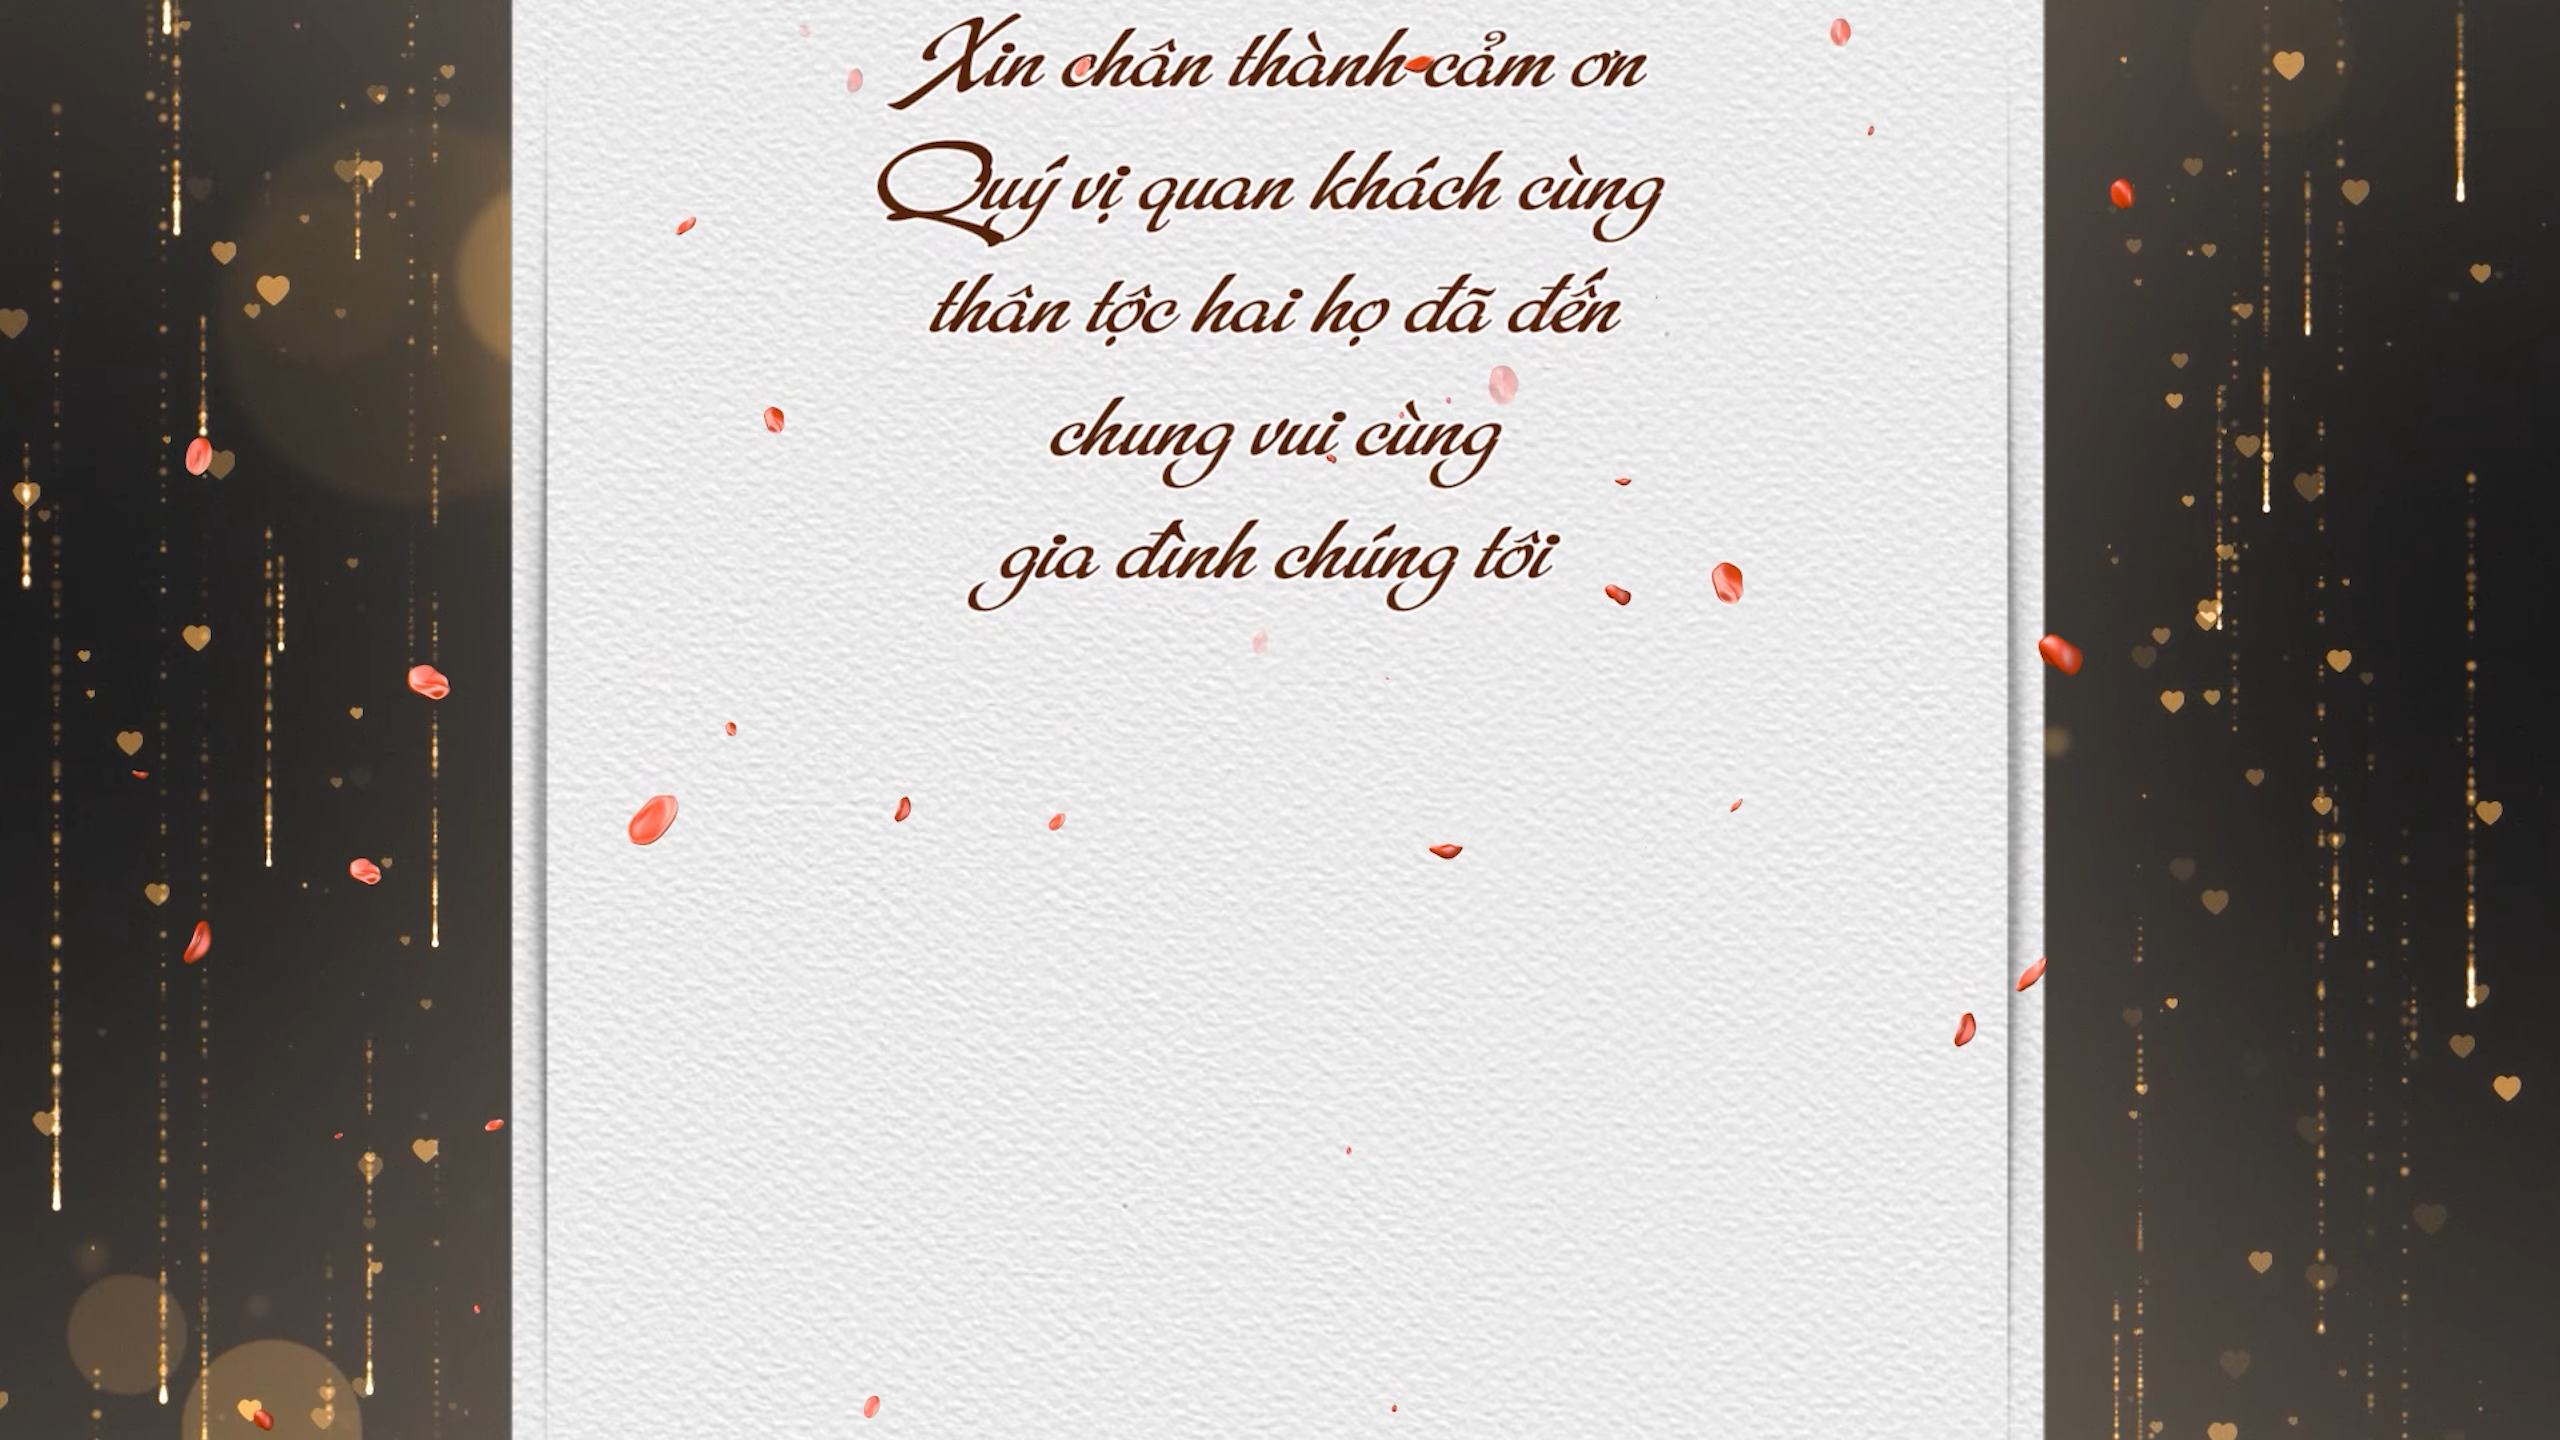 Xin chân thành cảm ơn
Quý vị quan khách cùng
thân tộc hai họ đã đến
chung vui cùng
gia đình chúng tôi